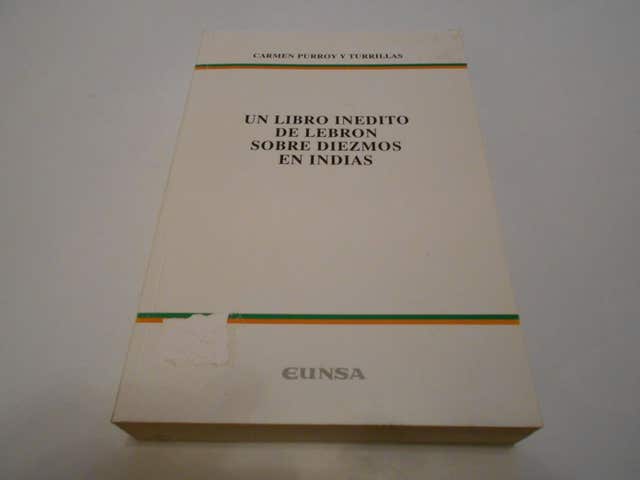 CARMEN PURROY Y TURRILLAS
UN LIBRO INEDITO
DE LEBRON
SOBRE DIEZMOS
EN INDIAS
EUNSA